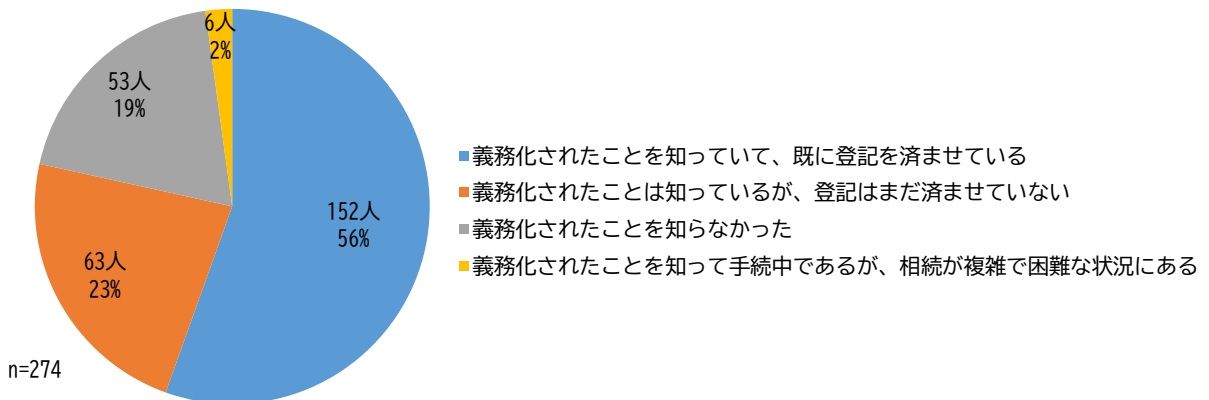 6人
2%
53人
19%
152人
56%
63人
23%
n=274
■義務化されたことを知っていて、既に登記を済ませている
■義務化されたことは知っているが、登記はまだ済ませていない
■義務化されたことを知らなかった
■義務化されたことを知って手続中であるが、相続が複雑で困難な状況にある